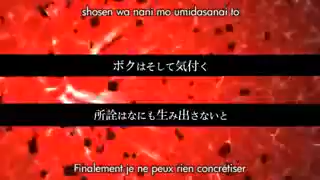 shosen wa nani mo umidasanai to
ボクはそして気付く
所詮はなにも生み出さないと
Finalement je ne peux rien concrétiser